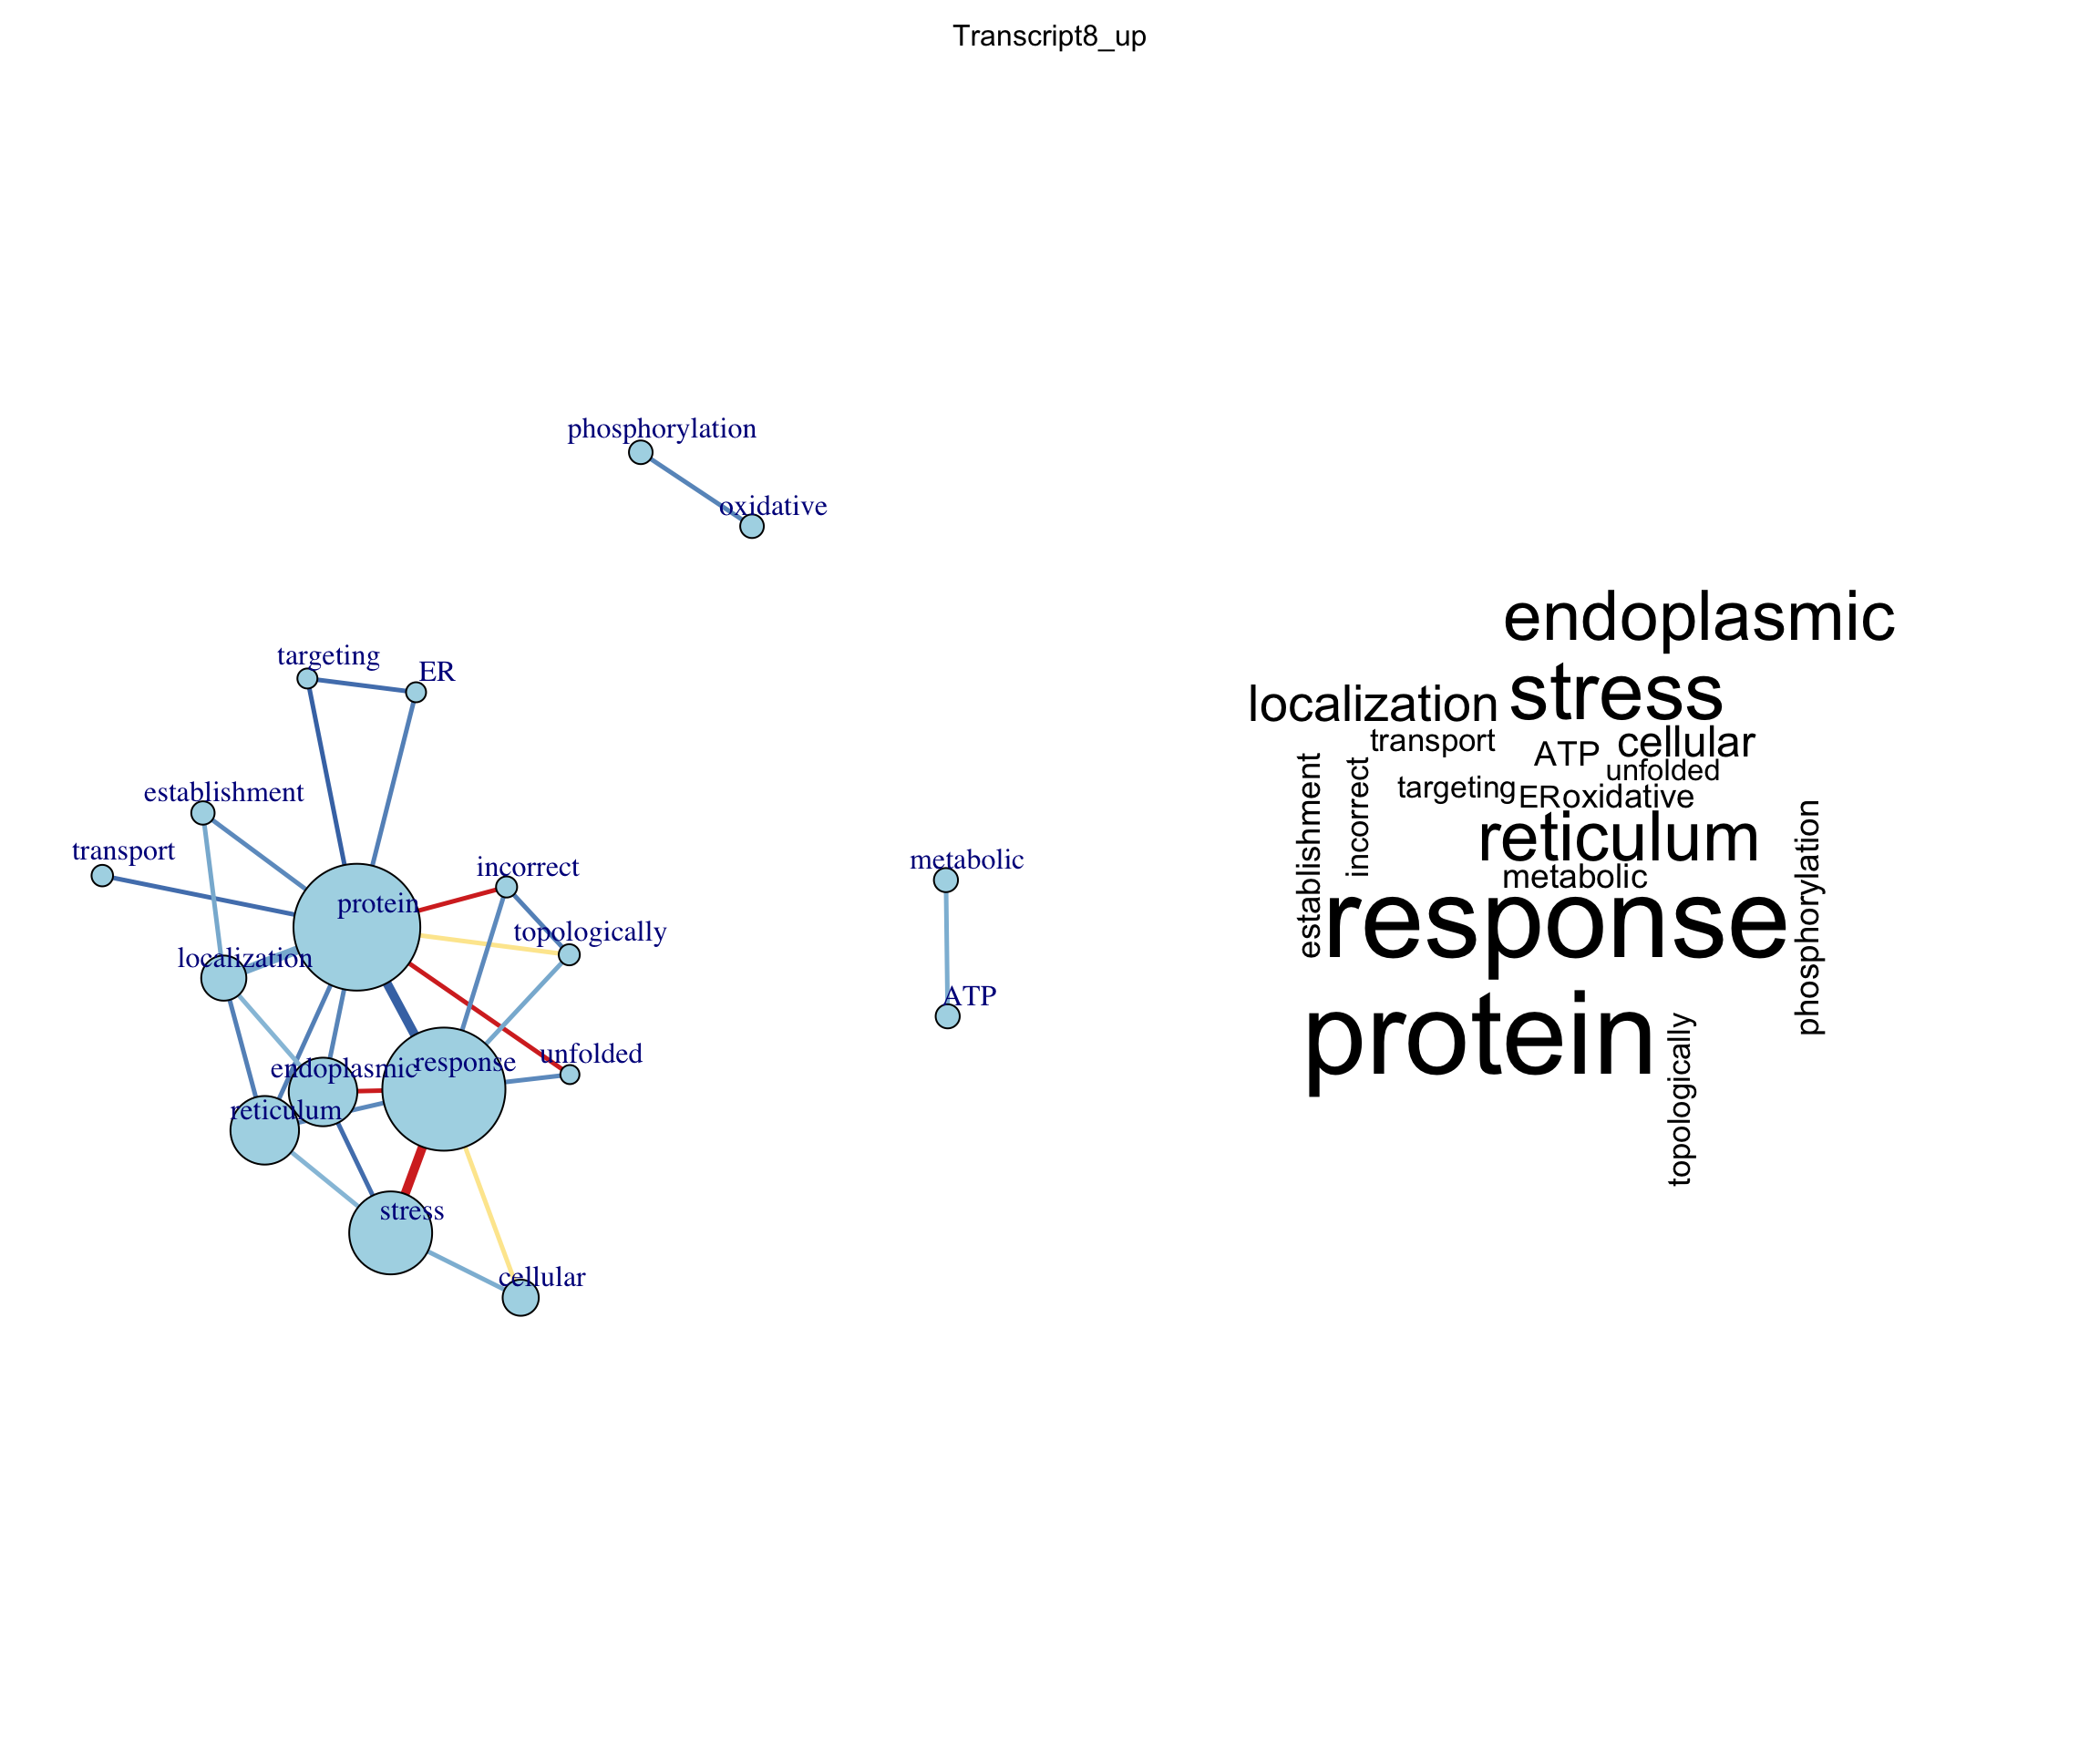 Transcript8_up
phosphorylation
oxidative
targeting
ER
establishment
transport
incorrect
protein
topologically
localization
unfolded
response
endoplasmic
reticulum
stress
cellular
metabolic
ATP
endoplasmic
stress
localization
transport
ATP
cellular
unfolded
targeting
ER
oxidative
establishment
incorrect
reticulum
metabolic
phosphorylation
response
protein
topologically